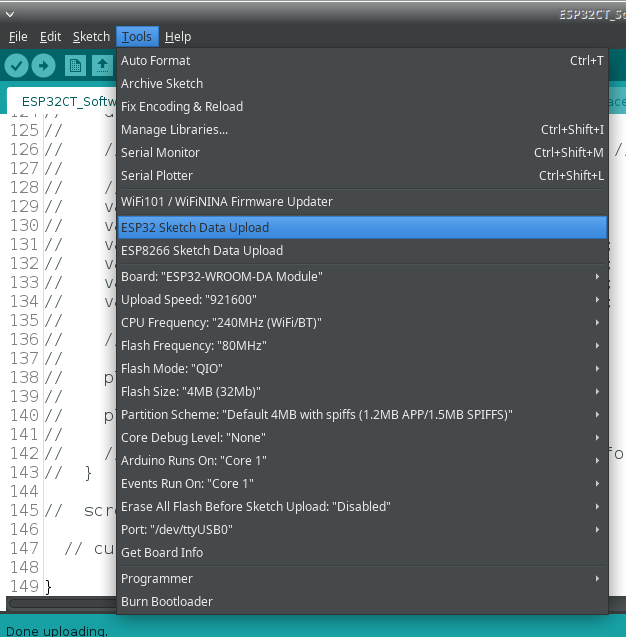 ESP32CT_So
File Edit Sketch Tools Help
Auto Format Ctrl+T
Archive Sketch
ESP32CT_Softw
Fix Encoding & Reload
Manage Libraries... Ctrl+Shift+I
Serial Monitor Ctrl+Shift+M
Serial Plotter Ctrl+Shift+L
WiFi101 / WiFiNINA Firmware Updater
ESP32 Sketch Data Upload
ESP8266 Sketch Data Upload
Board: "ESP32-WROOM-DA Module"
Upload Speed: "921600"
CPU Frequency: "240MHz (WiFi/BT)"
Flash Frequency: "80MHz"
Flash Mode: "QIO"
Flash Size: "4MB (32Mb)"
Partition Scheme: "Default 4MB with spiffs (1.2MB APP/1.5MB SPIFFS)"
Core Debug Level: "None"
Arduino Runs On: "Core 1"
Events Run On: "Core 1"
Erase All Flash Before Sketch Upload: "Disabled"
Port: "/dev/ttyUSB0"
Get Board Info
Programmer
Burn Bootloader
125 //
126 // / /
127 //
128 // /
129 // v
130 // v
131 // v ;
132 // v ;
133 // v ;
134 // v ;
135 //
136 // /
137 //
138 // p
139 //
140 // p
141 //
142 // / fo
143 // }
144
145 // scr
146
147 // cu
148
149 }
Done uploading.